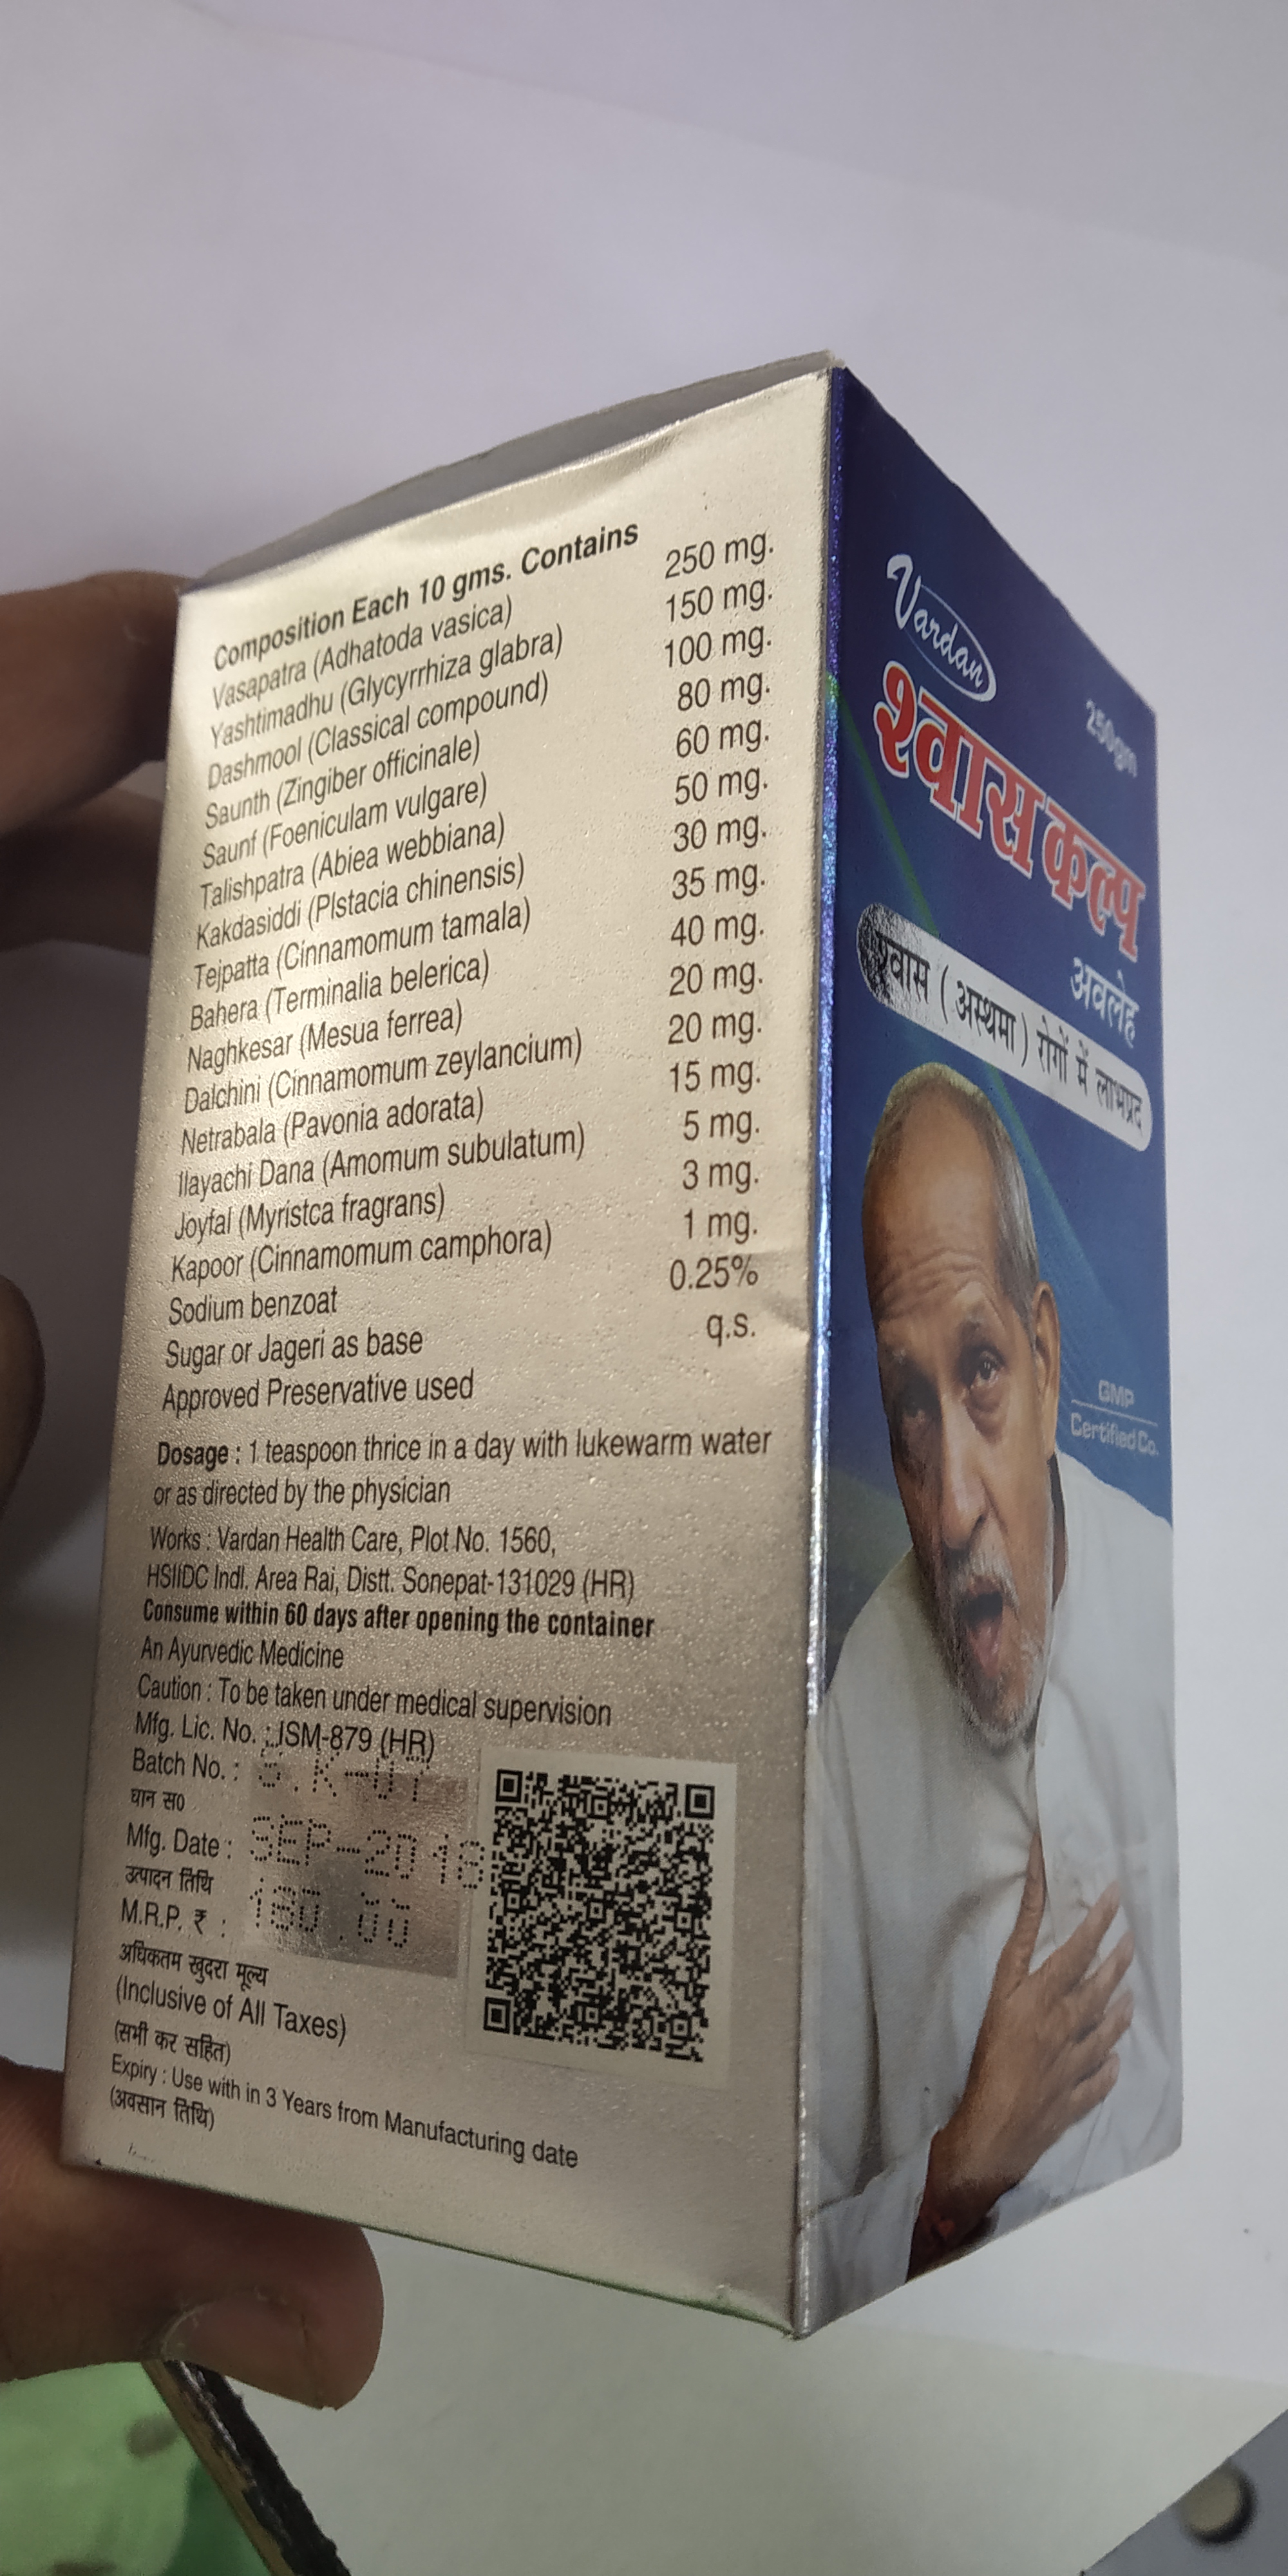 Composition Each 10 gms. Contains
Vasapatra (Adhatoda vasica) 250 mg.
Yashtimadhu (Glycyrrhiza glabra) 150 mg.
Dashmool (Classical compound) 100 mg.
Saunth (Zingiber officinale) 80 mg.
Saunf (Foeniculam vulgare) 60 mg.
Talishpatra (Abiea webbiana) 50 mg.
Kakdasiddi (PIstacia chinensis) 30 mg.
Tejpatta (Cinnamomum tamala) 35 mg.
Bahera (Terminalia belerica) 40 mg.
Naghkesar (Mesua ferrea) 20 mg.
Dalchini (Cinnamomum zeylancium) 20 mg.
Netrabala (Pavonia adorata) 15 mg.
Ilayachi Dana (Amomum subulatum) 5 mg.
Joyfal (Myristca fragrans) 3 mg.
Kapoor (Cinnamomum camphora) 1 mg.
Sodium benzoat 0.25%
Sugar or Jageri as base q.s.
Approved Preservative used
Dosage : 1 teaspoon thrice in a day with lukewarm water
or as directed by the physician
Works : Vardan Health Care, Plot No. 1560,
HSIIDC Indl. Area Rai, Distt. Sonepat-131029 (HR)
Consume within 60 days after opening the container
An Ayurvedic Medicine
Caution : To be taken under medical supervision
Mfg. Lic. No. : ISM-879 (HR)
Batch No. : S.K-07
घान स०
Mfg. Date : SEP-2018
उत्पादन तिथि
M.R.P. ₹ : 180.00
अधिकतम खुदरा मूल्य
(Inclusive of All Taxes)
(सभी कर सहित)
Expiry : Use with in 3 Years from Manufacturing date
(अवसान तिथि)
Vardan
250gm
श्वास कल्प
अवलेह
श्वास ( अस्थमा ) रोगों में लाभप्रद
GMP
Certified Co.